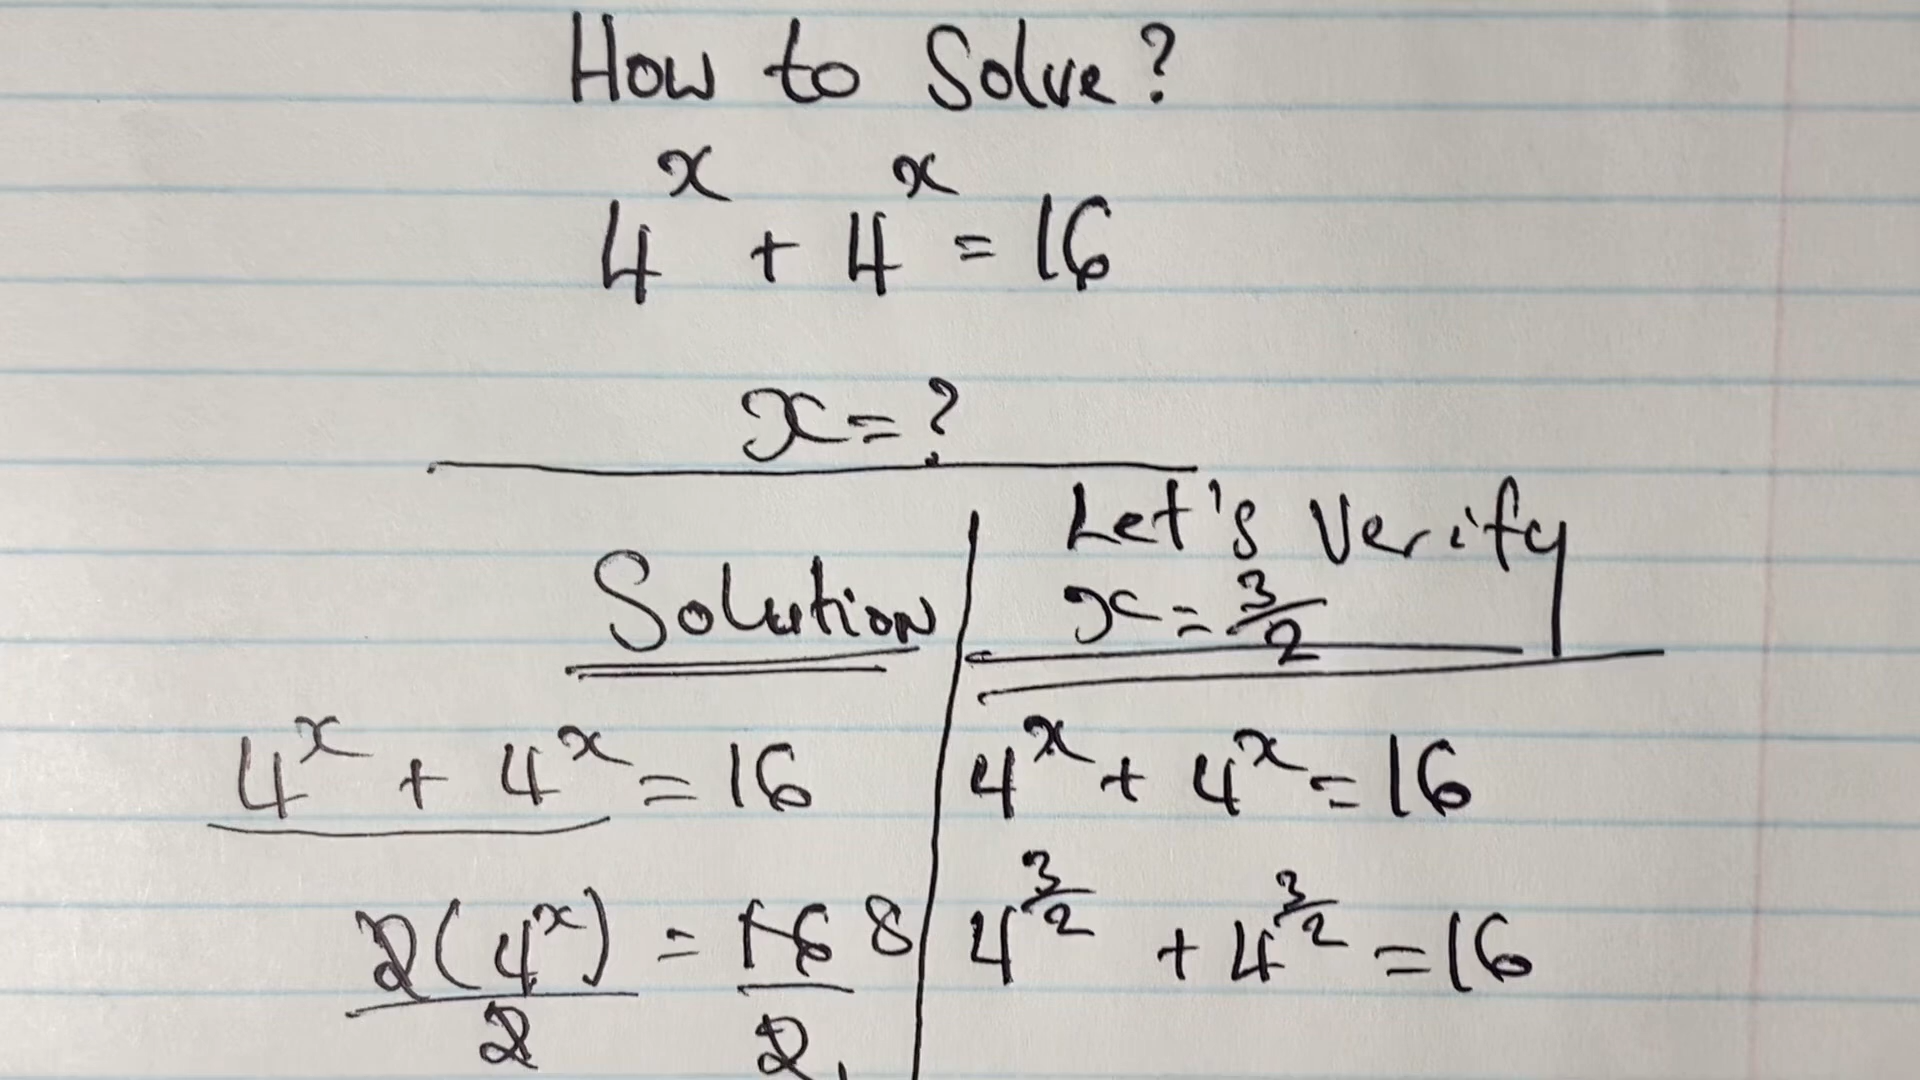 How to Solve?
4^x + 4^x = 16
x = ?
Solution
4^x + 4^x = 16
2(4^x) = 16 8
2 2
Let's Verify
x = 3/2
4^x + 4^x = 16
4^3/2 + 4^3/2 = 16